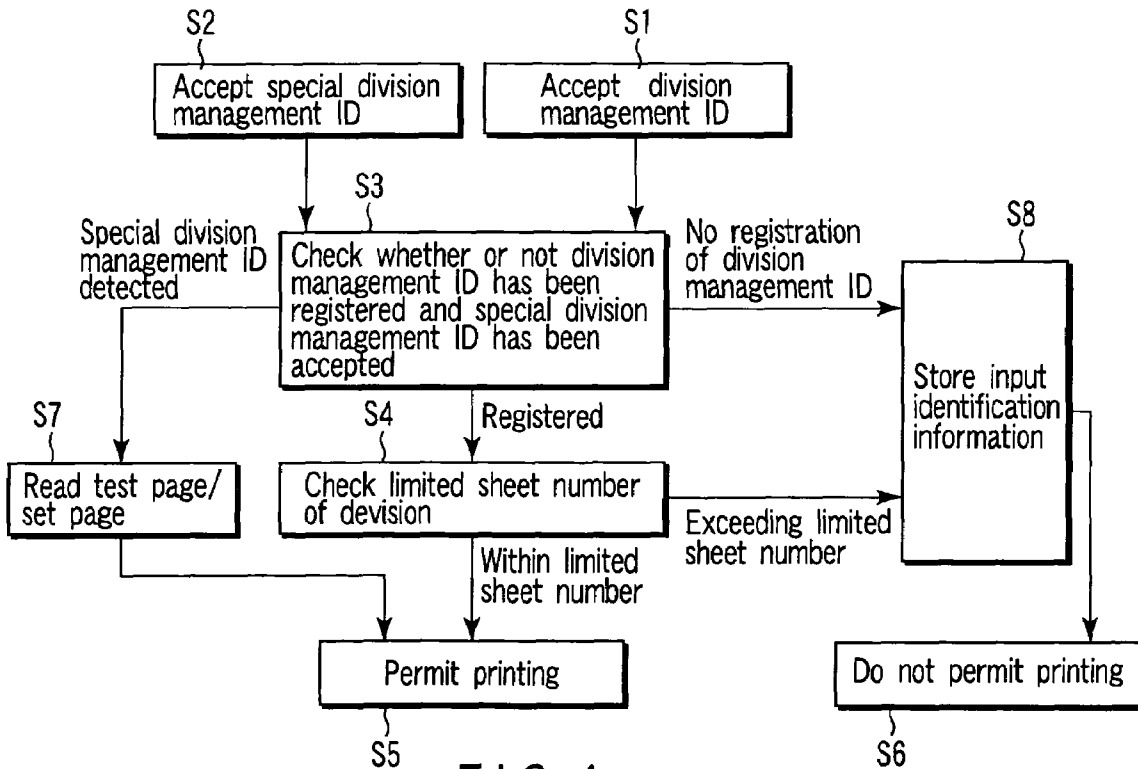 S2
S1
Accept special division
management ID
Accept division
management ID
S3
Special division
management ID
detected
Check whether or not division
management ID has been
registered and special division
management ID has been
accepted
No registration
of division
management ID
S8
Store input
identification
information
S7
Read test page/
set page
S4
Registered
Check limited sheet number
of devision
Exceeding limited
sheet number
Within limited
sheet number
Permit printing
S5
Do not permit printing
S6